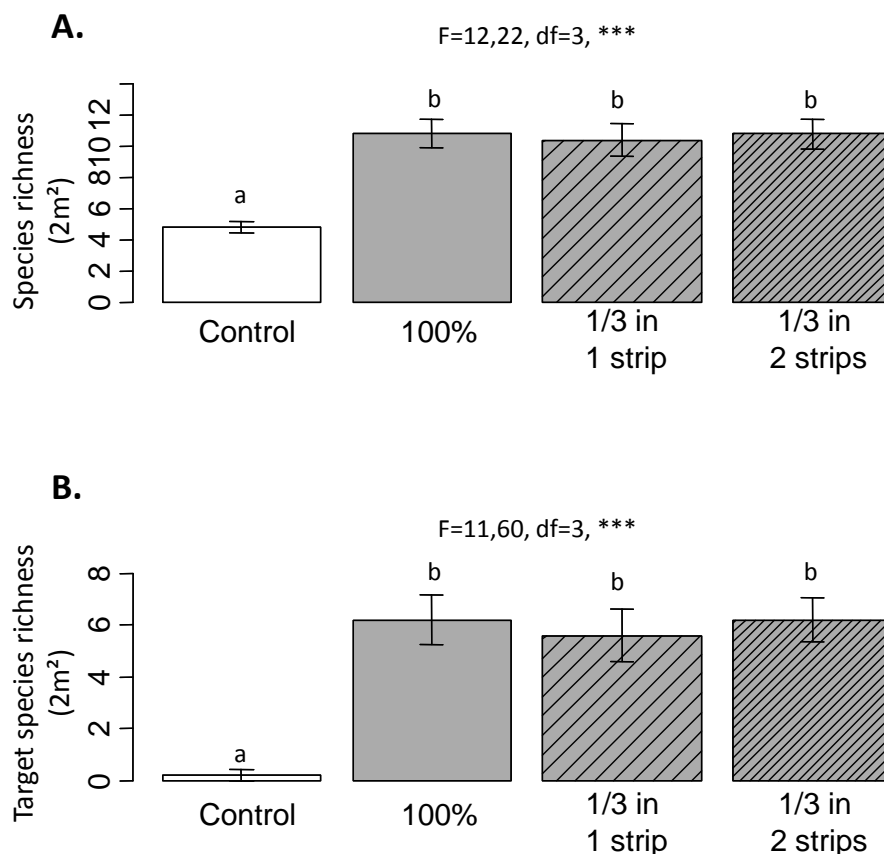 A.
F=12,22, df=3, ***
Species richness
(2m²)
0 2 4 6 8 10 12
a
b
b
b
Control
100%
1/3 in
1 strip
1/3 in
2 strips
B.
F=11,60, df=3, ***
Target species richness
(2m²)
0 2 4 6 8
a
b
b
b
Control
100%
1/3 in
1 strip
1/3 in
2 strips